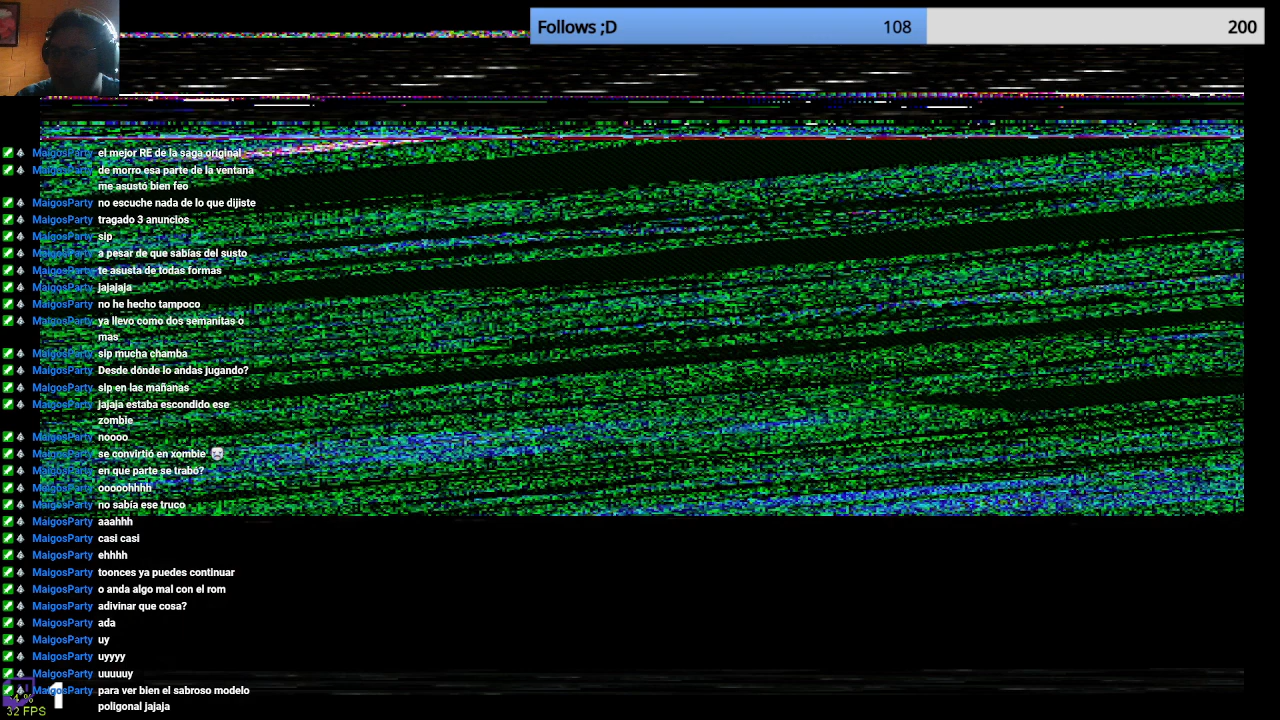 Follows ;D 108 200
MaigosParty el mejor RE de la saga original
MaigosParty de morro esa parte de la ventana
me asustó bien feo
MaigosParty no escuche nada de lo que dijiste
MaigosParty tragado 3 anuncios
MaigosParty sip
MaigosParty a pesar de que sabías del susto
MaigosParty te asusta de todas formas
MaigosParty jajajaja
MaigosParty no he hecho tampoco
MaigosParty ya llevo como dos semanitas o
mas
MaigosParty sip mucha chamba
MaigosParty Desde dónde lo andas jugando?
MaigosParty sip en las mañanas
MaigosParty jajaja estaba escondido ese
zombie
MaigosParty noooo
MaigosParty se convirtió en xombie
MaigosParty en que parte se trabo?
MaigosParty ooooohhhh
MaigosParty no sabia ese truco
MaigosParty aaahhh
MaigosParty casi casi
MaigosParty ehhhh
MaigosParty toonces ya puedes continuar
MaigosParty o anda algo mal con el rom
MaigosParty adivinar que cosa?
MaigosParty ada
MaigosParty uy
MaigosParty uyyyy
MaigosParty uuuuuy
MaigosParty para ver bien el sabroso modelo
poligonal jajaja
1
32 FPS